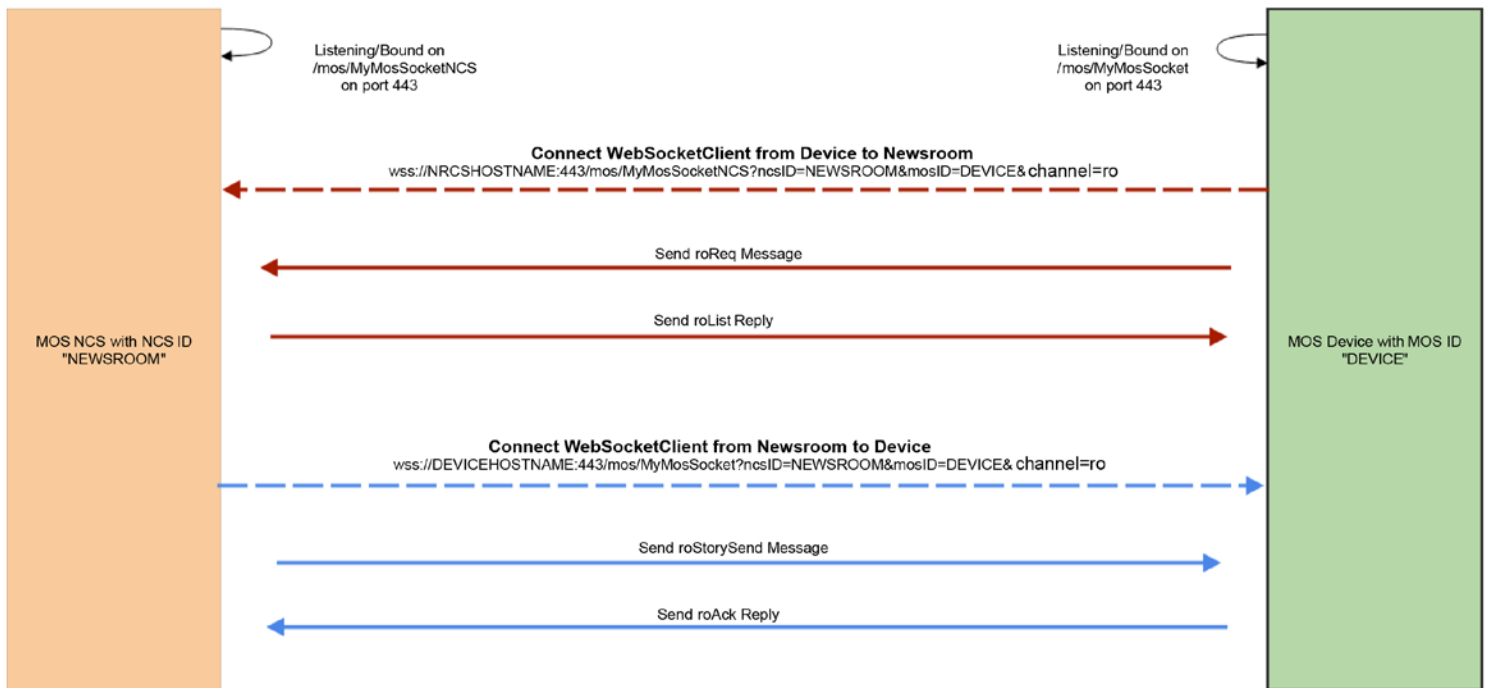 Listening/Bound on
/mos/MyMosSocketNCS
on port 443
Listening/Bound on
/mos/MyMosSocket
on port 443
Connect WebSocketClient from Device to Newsroom
wss://NRCSHOSTNAME:443/mos/MyMosSocketNCS?ncsID=NEWSROOM&mosID=DEVICE& channel=ro
Send roReq Message
Send roList Reply
MOS NCS with NCS ID
"NEWSROOM"
MOS Device with MOS ID
"DEVICE"
Connect WebSocketClient from Newsroom to Device
wss://DEVICEHOSTNAME:443/mos/MyMosSocket?ncsID=NEWSROOM&mosID=DEVICE& channel=ro
Send roStorySend Message
Send roAck Reply